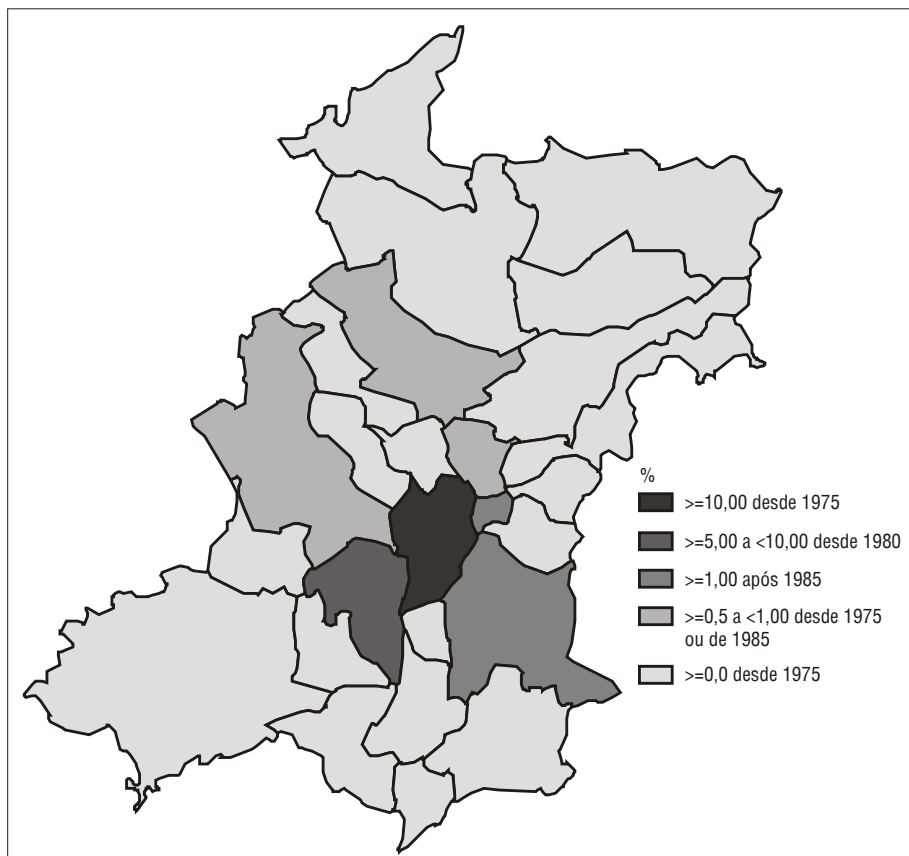 %
>=10,00 desde 1975
>=5,00 a <10,00 desde 1980
>=1,00 após 1985
>=0,5 a <1,00 desde 1975
ou de 1985
>=0,0 desde 1975